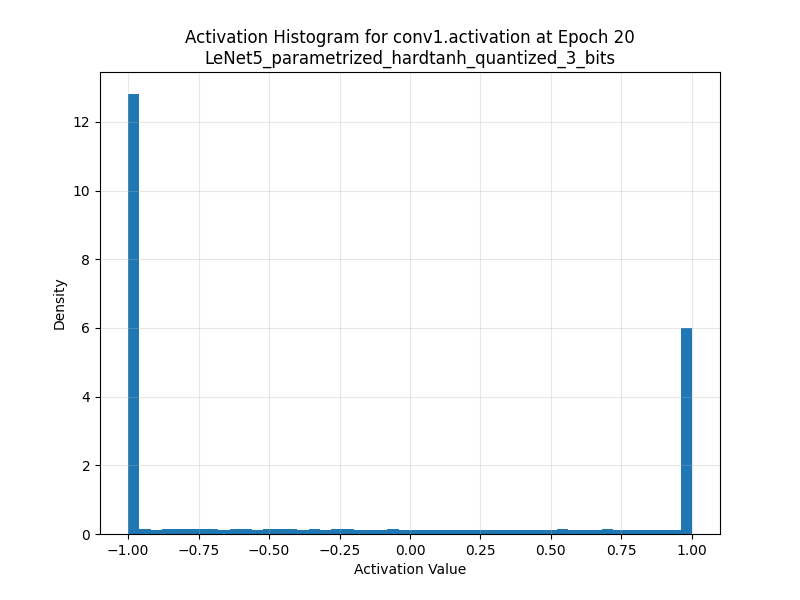 Activation Histogram for conv1.activation at Epoch 20
LeNet5_parametrized_hardtanh_quantized_3_bits
12
10
8
6
4
2
0
Density
−1.00 −0.75 −0.50 −0.25 0.00 0.25 0.50 0.75 1.00
Activation Value